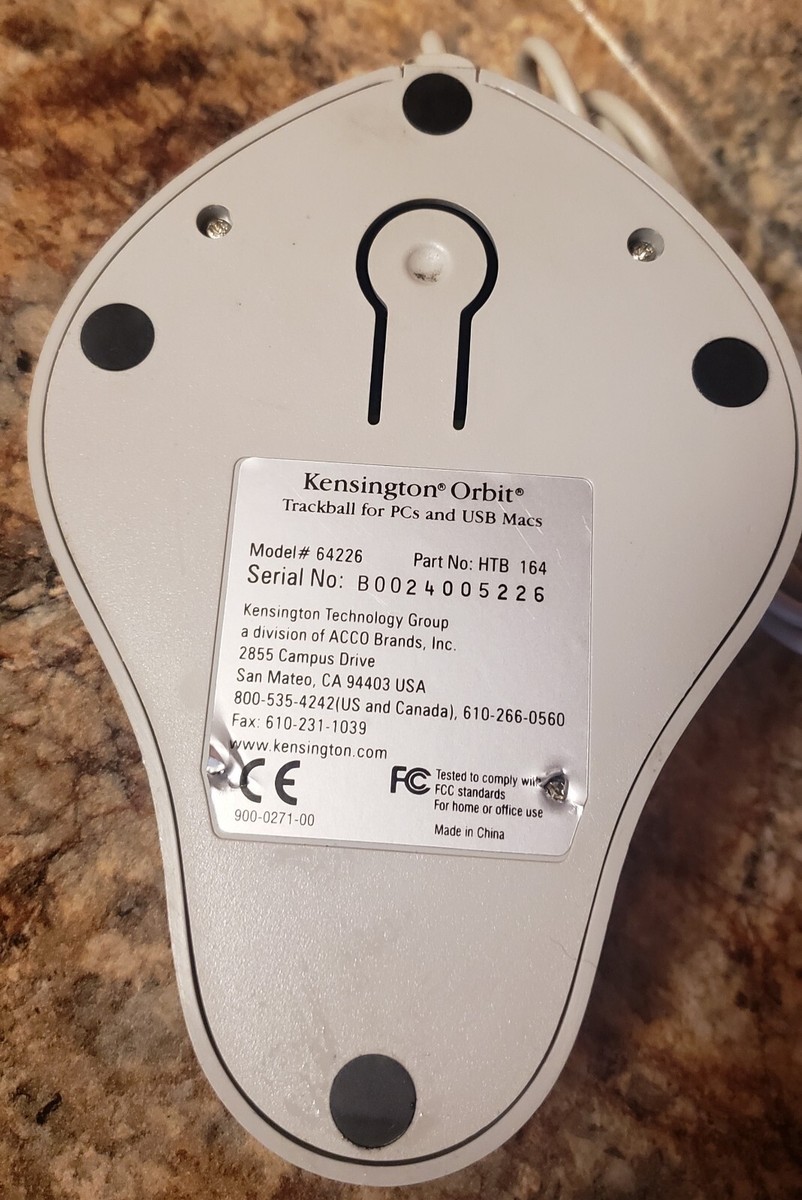 Kensington® Orbit®
Trackball for PCs and USB Macs
Model# 64226 Part No: HTB 164
Serial No: B0024005226
Kensington Technology Group
a division of ACCO Brands, Inc.
2855 Campus Drive
San Mateo, CA 94403 USA
800-535-4242(US and Canada), 610-266-0560
Fax: 610-231-1039
www.kensington.com
CE
900-0271-00
FC
Tested to comply with
FCC standards
For home or office use
Made in China